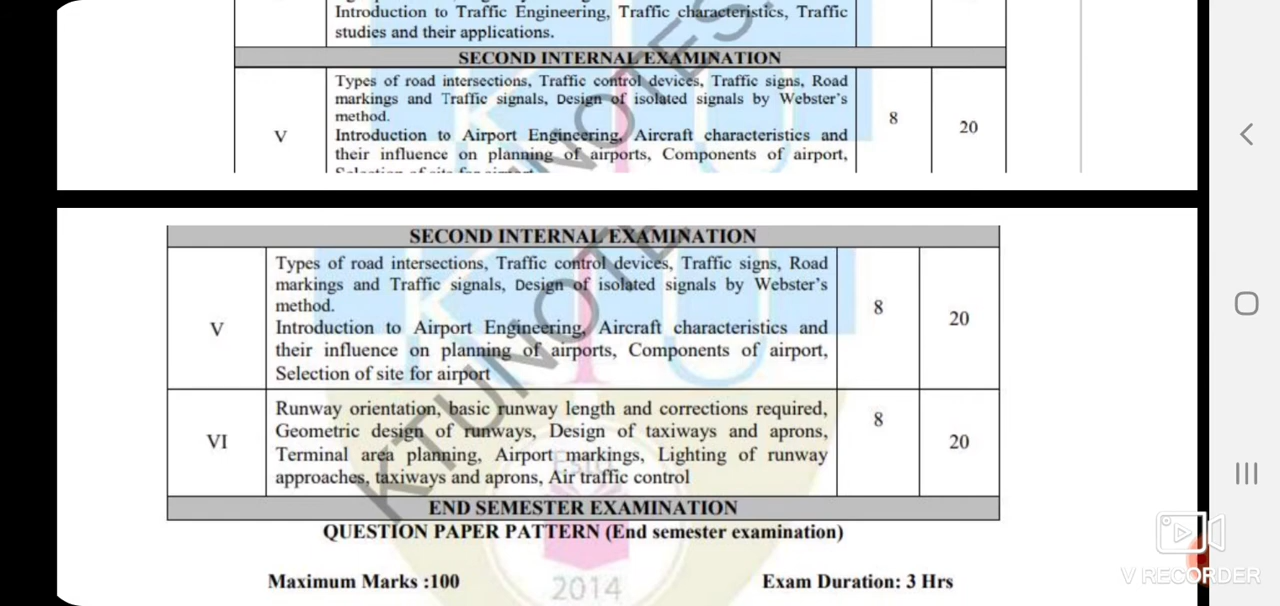 Introduction to Traffic Engineering, Traffic characteristics, Traffic
studies and their applications.
SECOND INTERNAL EXAMINATION
Types of road intersections, Traffic control devices, Traffic signs, Road
markings and Traffic signals, Design of isolated signals by Webster's
method.
V
8
20
Introduction to Airport Engineering, Aircraft characteristics and
their influence on planning of airports, Components of airport,
SECOND INTERNAL EXAMINATION
Types of road intersections, Traffic control devices, Traffic signs, Road
markings and Traffic signals, Design of isolated signals by Webster's
method.
V
8
20
Introduction to Airport Engineering, Aircraft characteristics and
their influence on planning of airports, Components of airport,
Selection of site for airport
Runway orientation, basic runway length and corrections required,
Geometric design of runways, Design of taxiways and aprons,
VI
8
20
Terminal area planning, Airport markings, Lighting of runway
approaches, taxiways and aprons, Air traffic control
END SEMESTER EXAMINATION
QUESTION PAPER PATTERN (End semester examination)
Maximum Marks :100
Exam Duration: 3 Hrs
KTUNOTES.
KTU
Estd.
2014
V RECORDER